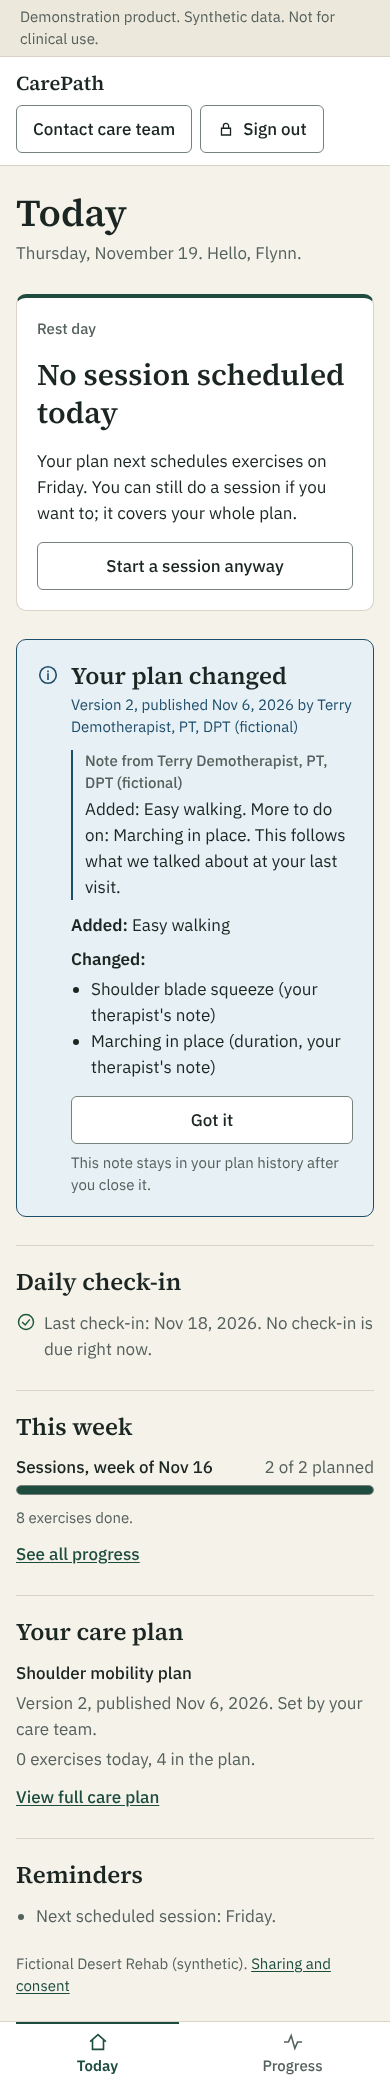 Demonstration product. Synthetic data. Not for
clinical use.
CarePath
Contact care team
Sign out
Today
Thursday, November 19. Hello, Flynn.
Rest day
No session scheduled
today
Your plan next schedules exercises on
Friday. You can still do a session if you
want to; it covers your whole plan.
Start a session anyway
Your plan changed
Version 2, published Nov 6, 2026 by Terry
Demotherapist, PT, DPT (fictional)
Note from Terry Demotherapist, PT,
DPT (fictional)
Added: Easy walking. More to do
on: Marching in place. This follows
what we talked about at your last
visit.
Added: Easy walking
Changed:
• Shoulder blade squeeze (your
therapist's note)
• Marching in place (duration, your
therapist's note)
Got it
This note stays in your plan history after
you close it.
Daily check-in
Last check-in: Nov 18, 2026. No check-in is
due right now.
This week
Sessions, week of Nov 16 2 of 2 planned
8 exercises done.
See all progress
Your care plan
Shoulder mobility plan
Version 2, published Nov 6, 2026. Set by your
care team.
0 exercises today, 4 in the plan.
View full care plan
Reminders
• Next scheduled session: Friday.
Fictional Desert Rehab (synthetic). Sharing and
consent
Today
Progress